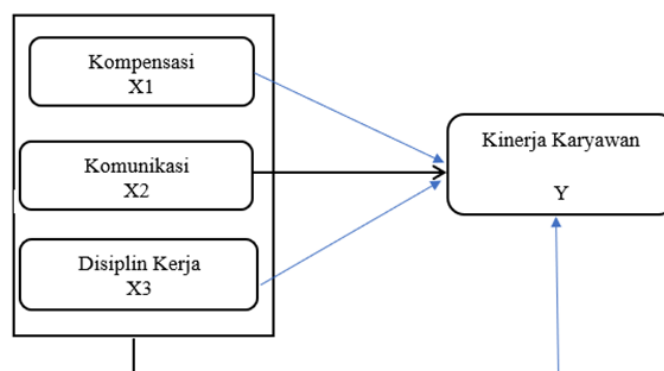 Kompensasi
X1
Komunikasi
X2
Disiplin Kerja
X3
Kinerja Karyawan
Y